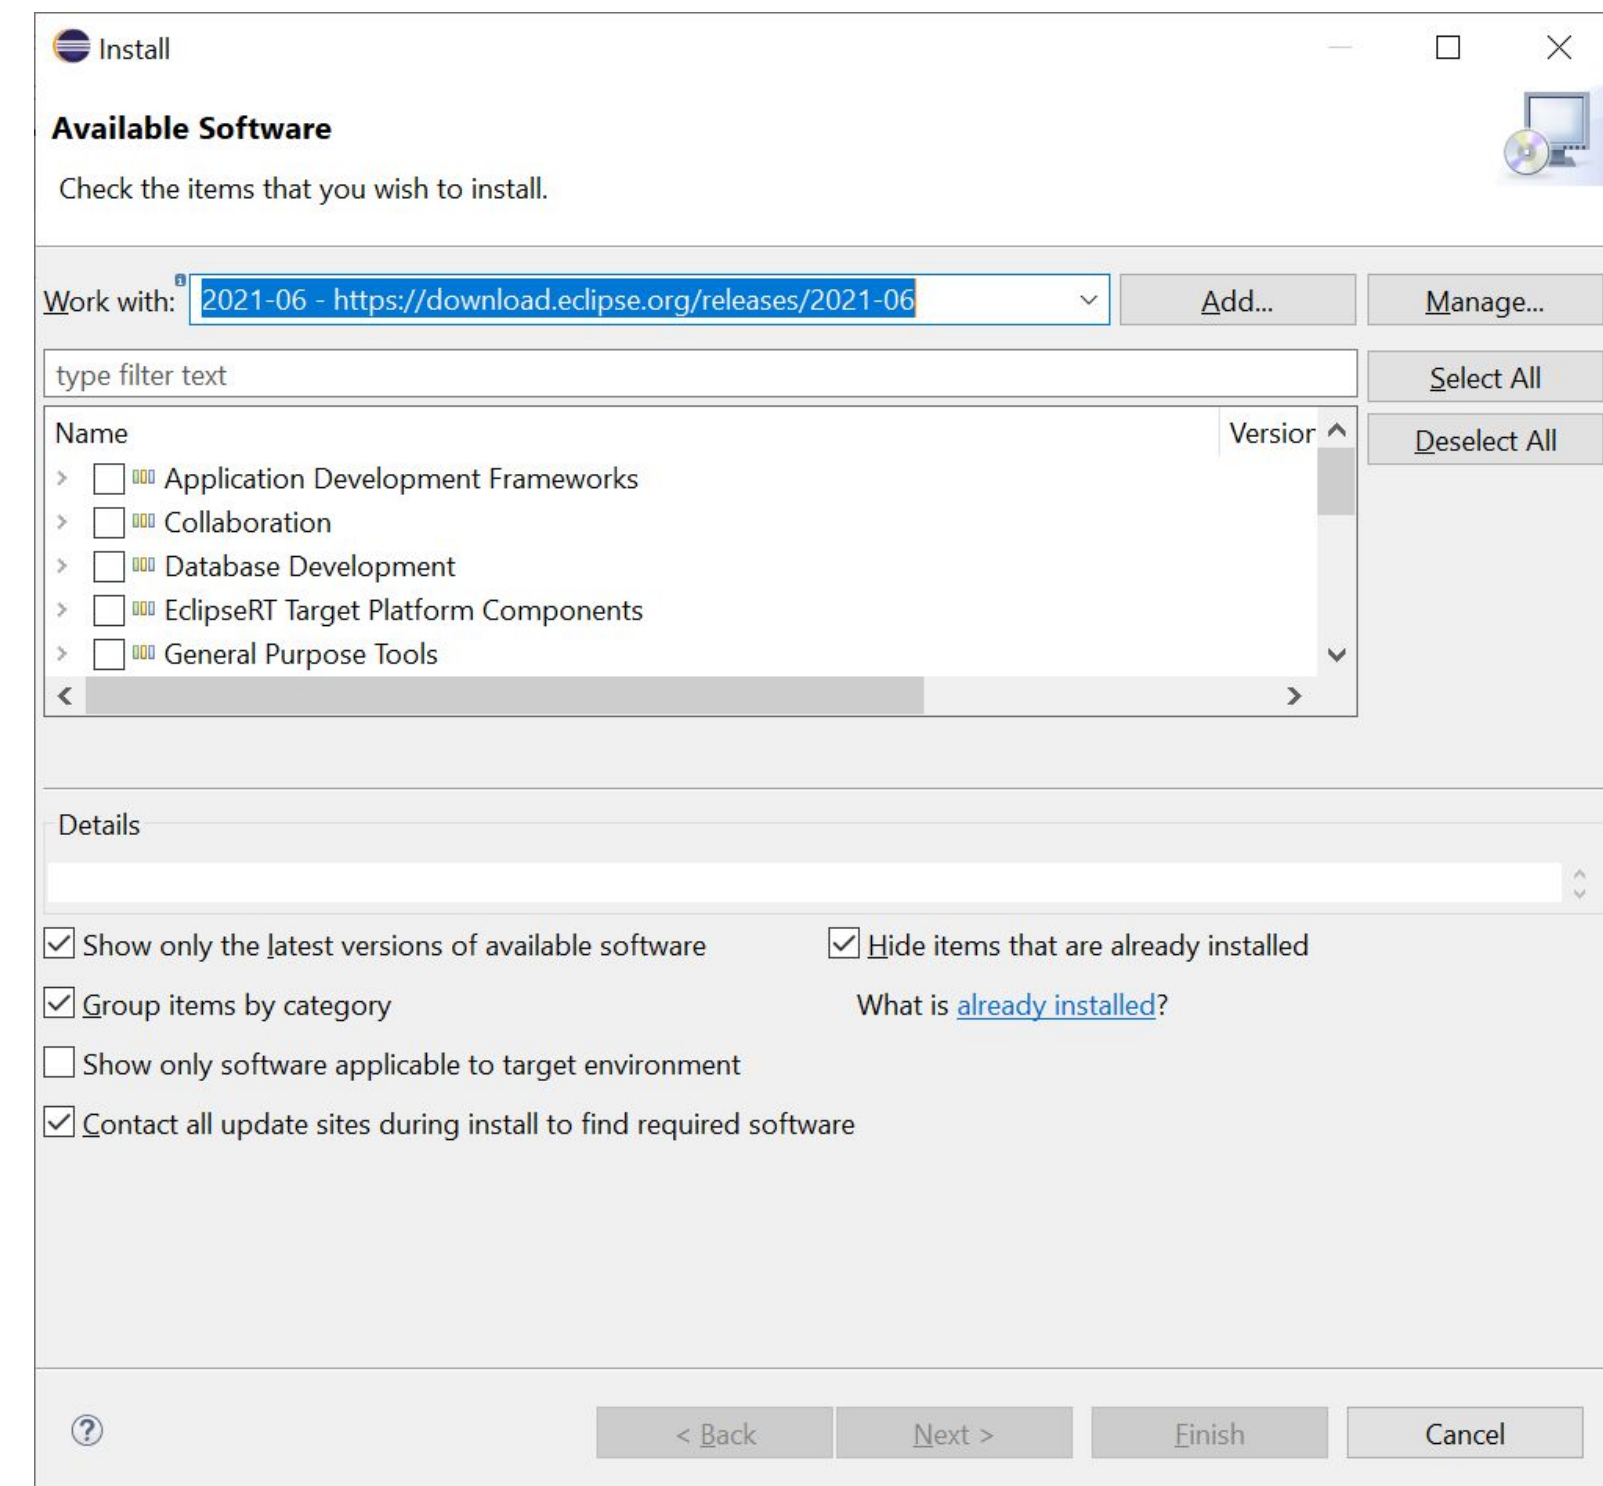 Install
Available Software
Check the items that you wish to install.
Work with: 2021-06 - https://download.eclipse.org/releases/2021-06 Add... Manage...
type filter text Select All
Name Version Deselect All
Application Development Frameworks
Collaboration
Database Development
EclipseRT Target Platform Components
General Purpose Tools
Details
Show only the latest versions of available software Hide items that are already installed
Group items by category What is already installed?
Show only software applicable to target environment
Contact all update sites during install to find required software
? < Back Next > Finish Cancel